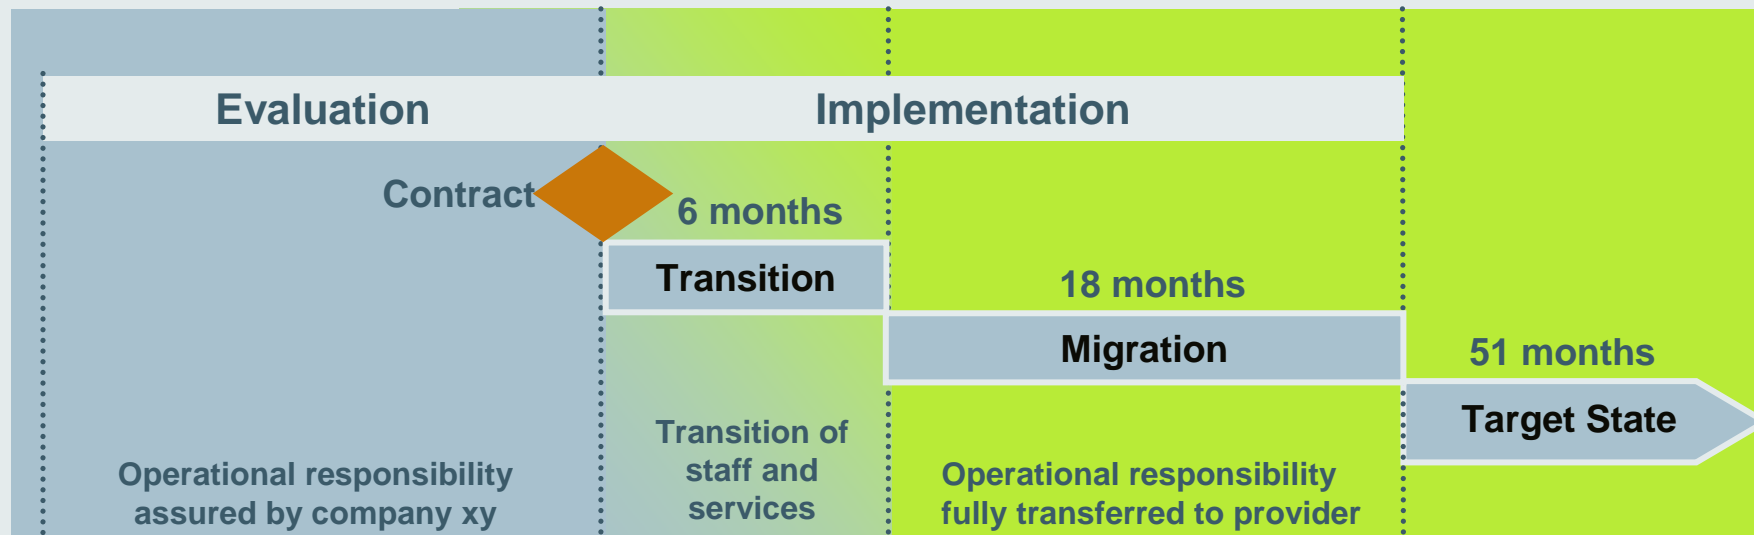 Evaluation
Implementation
Contract
6 months
Transition
18 months
Migration
51 months
Target State
Operational responsibility
assured by company xy
Transition of
staff and
services
Operational responsibility
fully transferred to provider